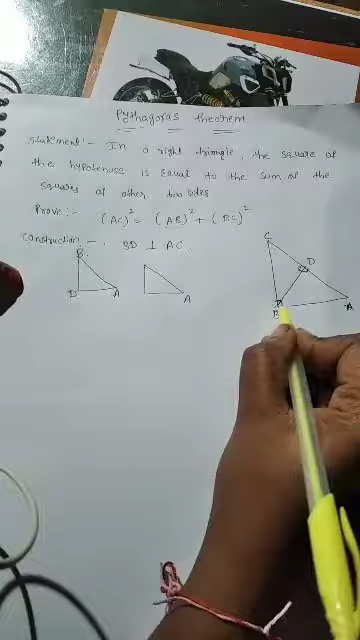 Pythagoras theorem
Statement :- In a right triangle, the square of
the hypotenuse is equal to the sum of the
square of other two sides
Prove :- (AC)² = (AB)² + (BC)²
Construction - . BD ⊥ AC.
B
D A
A
C
D
B
A